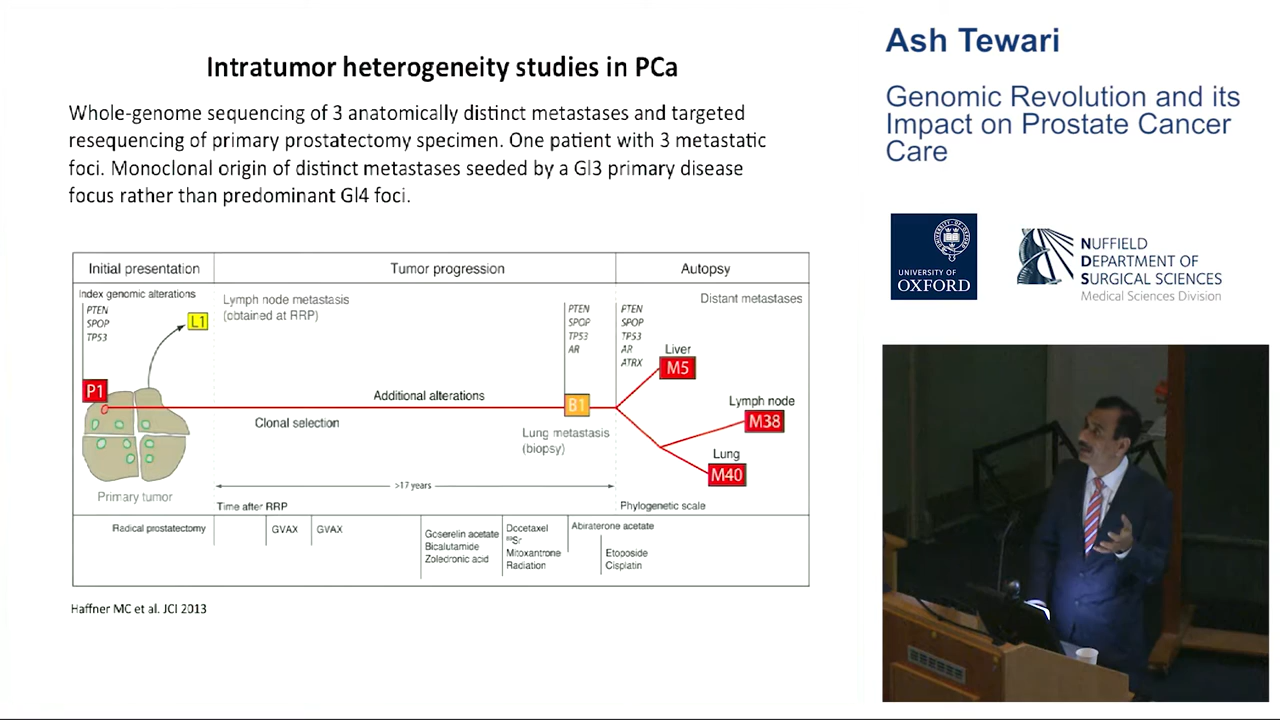 Intratumor heterogeneity studies in PCa
Whole-genome sequencing of 3 anatomically distinct metastases and targeted
resequencing of primary prostatectomy specimen. One patient with 3 metastatic
foci. Monoclonal origin of distinct metastases seeded by a Gl3 primary disease
focus rather than predominant Gl4 foci.
Initial presentation
Tumor progression
Autopsy
Index genomic alterations
PTEN
SPOP
TP53
L1
Lymph node metastasis
(obtained at RRP)
PTEN
SPOP
TP53
AR
PTEN
SPOP
TP53
AR
ATRX
Distant metastases
Liver
M5
Lymph node
M38
Lung
M40
P1
Additional alterations
Clonal selection
B1
Lung metastasis
(biopsy)
Primary tumor
>17 years
Time after RRP
Phylogenetic scale
Radical prostatectomy
GVAX
GVAX
Goserelin acetate
Bicalutamide
Zoledronic acid
Docetaxel
⁸⁹Sr
Mitoxantrone
Radiation
Abiraterone acetate
Etoposide
Cisplatin
Haffner MC et al. JCI 2013
Ash Tewari
Genomic Revolution and its
Impact on Prostate Cancer
Care
UNIVERSITY OF
OXFORD
NUFFIELD
DEPARTMENT OF
SURGICAL SCIENCES
Medical Sciences Division